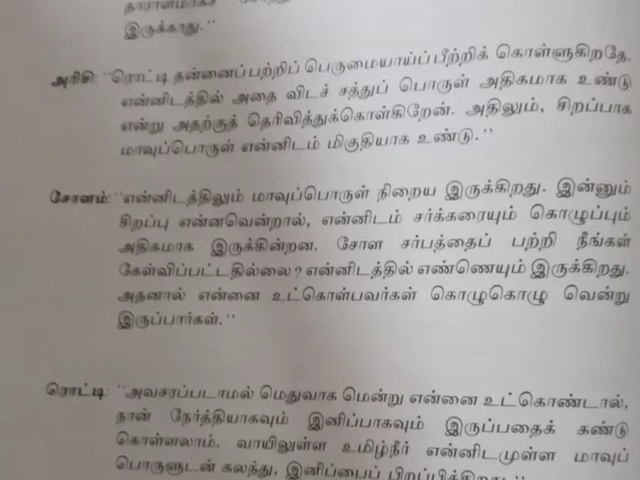 தாராளமாகச்
இருக்காது.''
அரிசி: ''ரொட்டி தன்னைப்பற்றிப் பெருமையாய்ப்பீற்றிக் கொள்ளுகிறதே.
என்னிடத்தில் அதை விடச் சத்துப் பொருள் அதிகமாக உண்டு
என்று அதற்குத் தெரிவித்துக்கொள்கிறேன். அதிலும், சிறப்பாக
மாவுப்பொருள் என்னிடம் மிகுதியாக உண்டு.''
சோளம்: ''என்னிடத்திலும் மாவுப்பொருள் நிறைய இருக்கிறது. இன்னும்
சிறப்பு என்னவென்றால், என்னிடம் சர்க்கரையும் கொழுப்பும்
அதிகமாக இருக்கின்றன. சோள சர்பத்தைப் பற்றி நீங்கள்
கேள்விப்பட்டதில்லை? என்னிடத்தில் எண்ணெயும் இருக்கிறது.
அதனால் என்னை உட்கொள்பவர்கள் கொழுகொழு வென்று
இருப்பார்கள்.''
ரொட்டி: ''அவசரப்படாமல் மெதுவாக மென்று என்னை உட்கொண்டால்,
நான் நேர்த்தியாகவும் இனிப்பாகவும் இருப்பதைக் கண்டு
கொள்ளலாம். வாயிலுள்ள உமிழ்நீர் என்னிடமுள்ள மாவுப்
பொருளுடன் கலந்து, இனிப்பைப் பிறப்பிக்கிறது.''